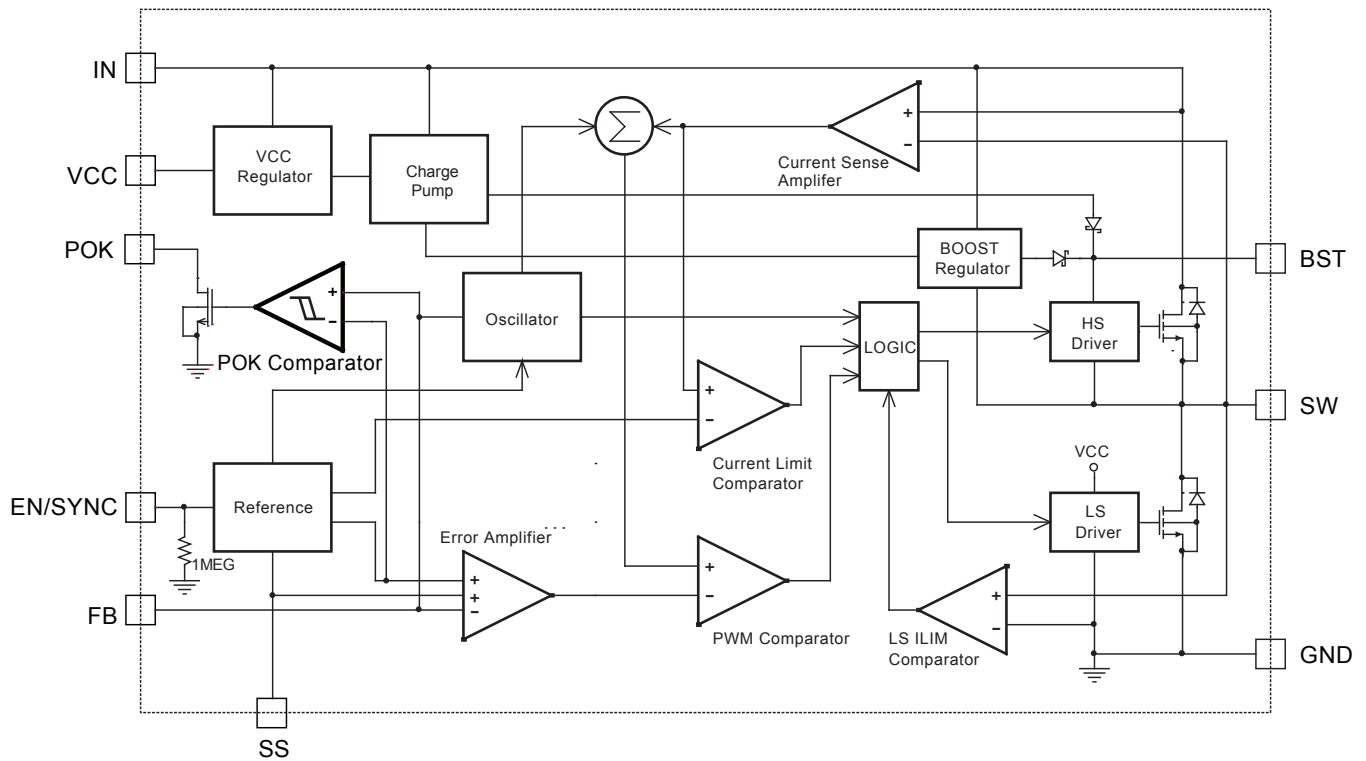 IN
+
Σ
VCC
VCC
Regulator
Charge
Pump
-
Current Sense
Amplifer
POK
BOOST
Regulator
BST
+
Oscillator
HS
Driver
-
LOGIC
POK Comparator
+
SW
-
VCC
Current Limit
Comparator
EN/SYNC
Reference
LS
Driver
Error Amplifier
1MEG
+
+
+
+
-
-
-
FB
PWM Comparator
LS ILIM
Comparator
GND
SS